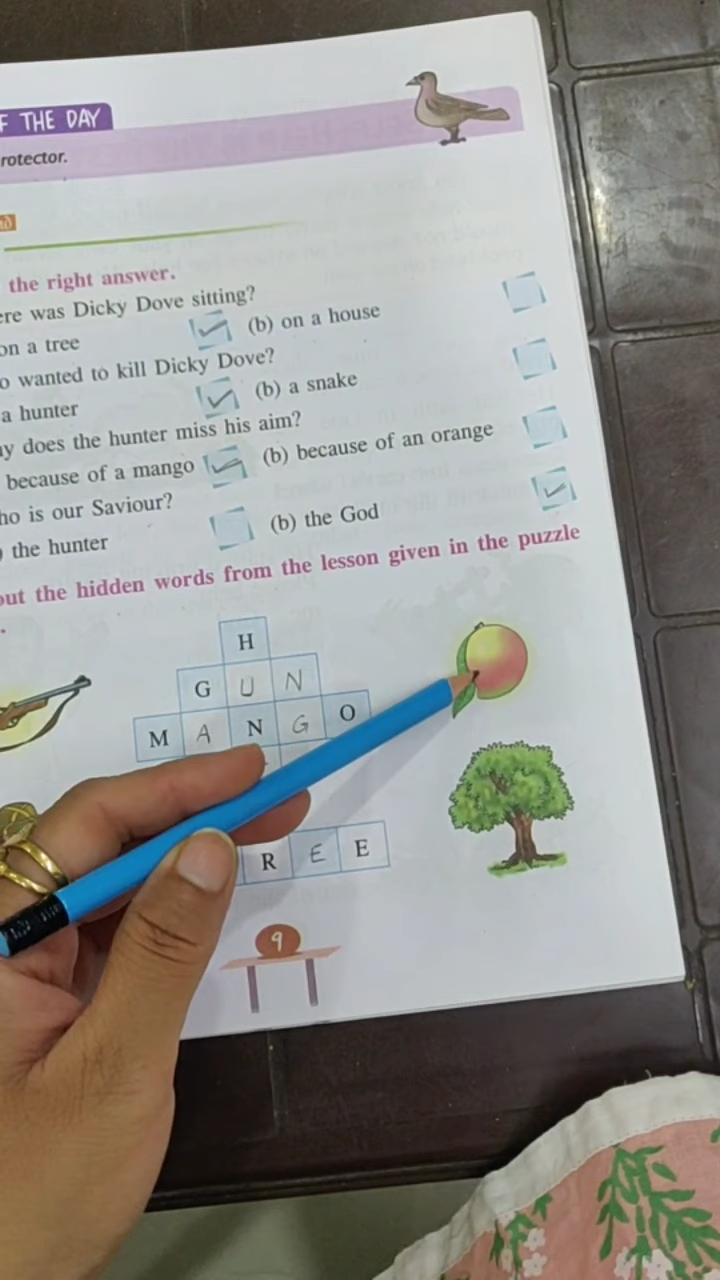 F THE DAY
rotector.
the right answer.
ere was Dicky Dove sitting?
on a tree (b) on a house
o wanted to kill Dicky Dove?
a hunter (b) a snake
y does the hunter miss his aim?
because of a mango (b) because of an orange
ho is our Saviour?
the hunter (b) the God
out the hidden words from the lesson given in the puzzle
H
G U N
M A N G O
R E E
9